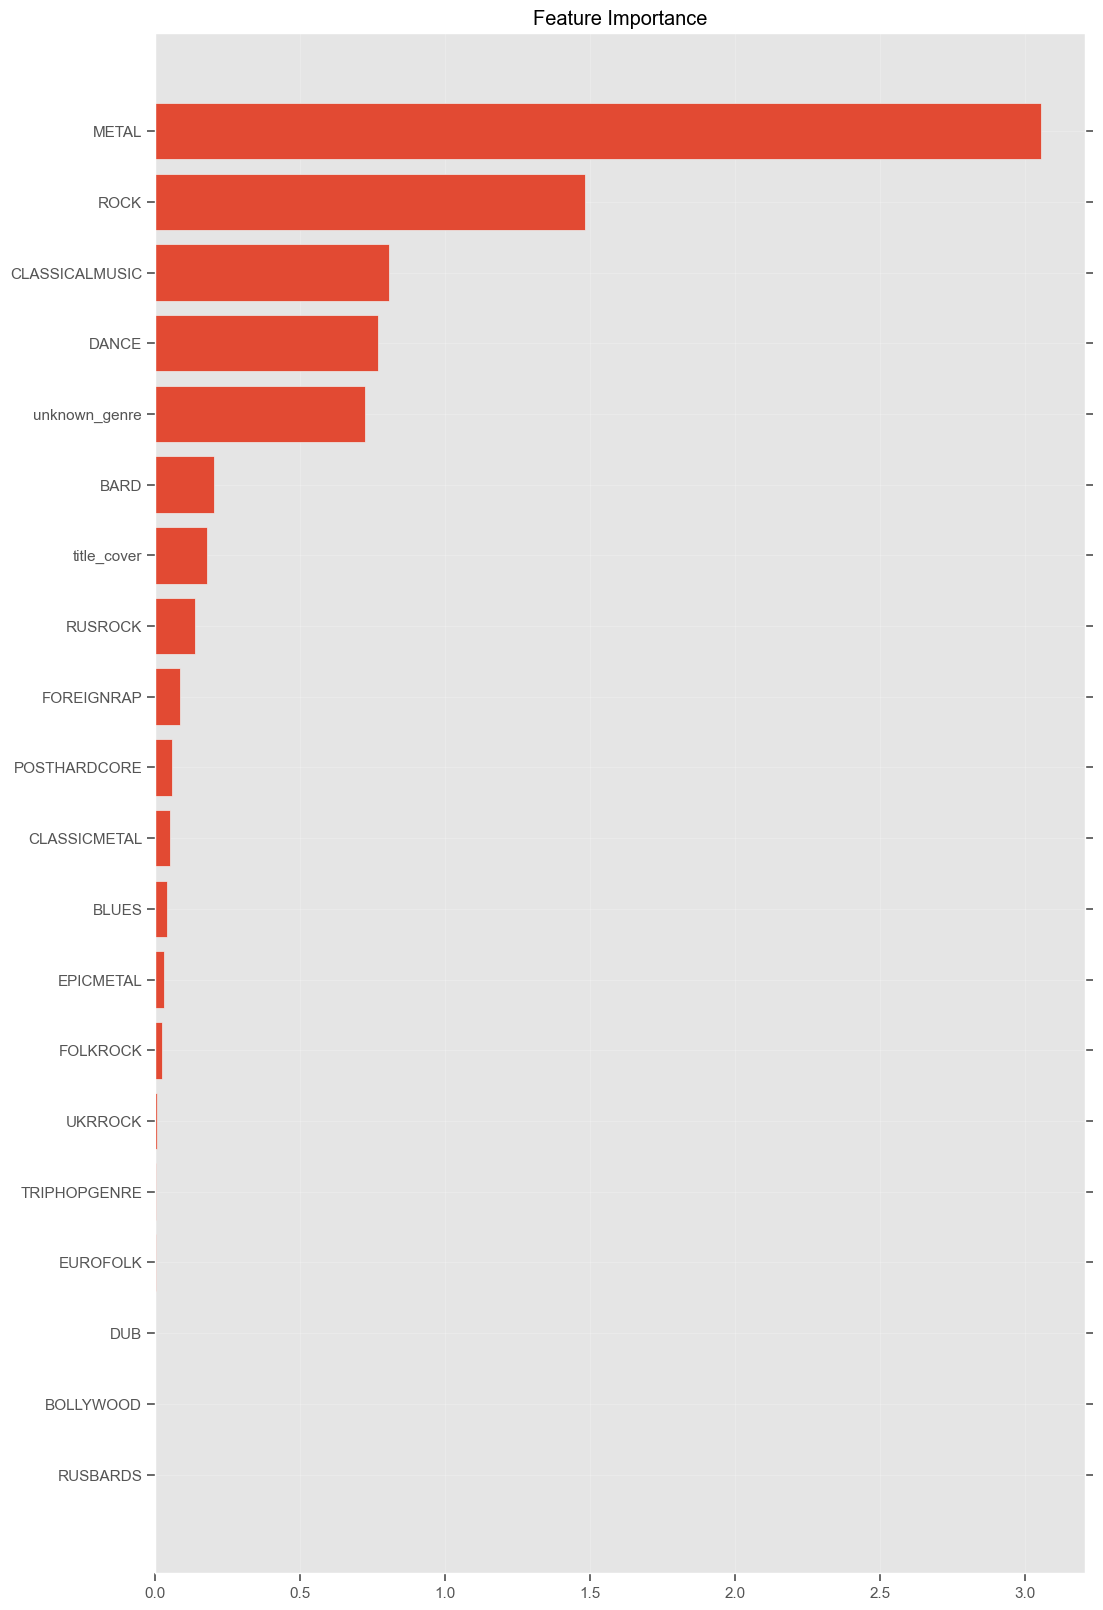 Feature Importance
METAL
ROCK
CLASSICALMUSIC
DANCE
unknown_genre
BARD
title_cover
RUSROCK
FOREIGNRAP
POSTHARDCORE
CLASSICMETAL
BLUES
EPICMETAL
FOLKROCK
UKRROCK
TRIPHOPGENRE
EUROFOLK
DUB
BOLLYWOOD
RUSBARDS
0.0 0.5 1.0 1.5 2.0 2.5 3.0